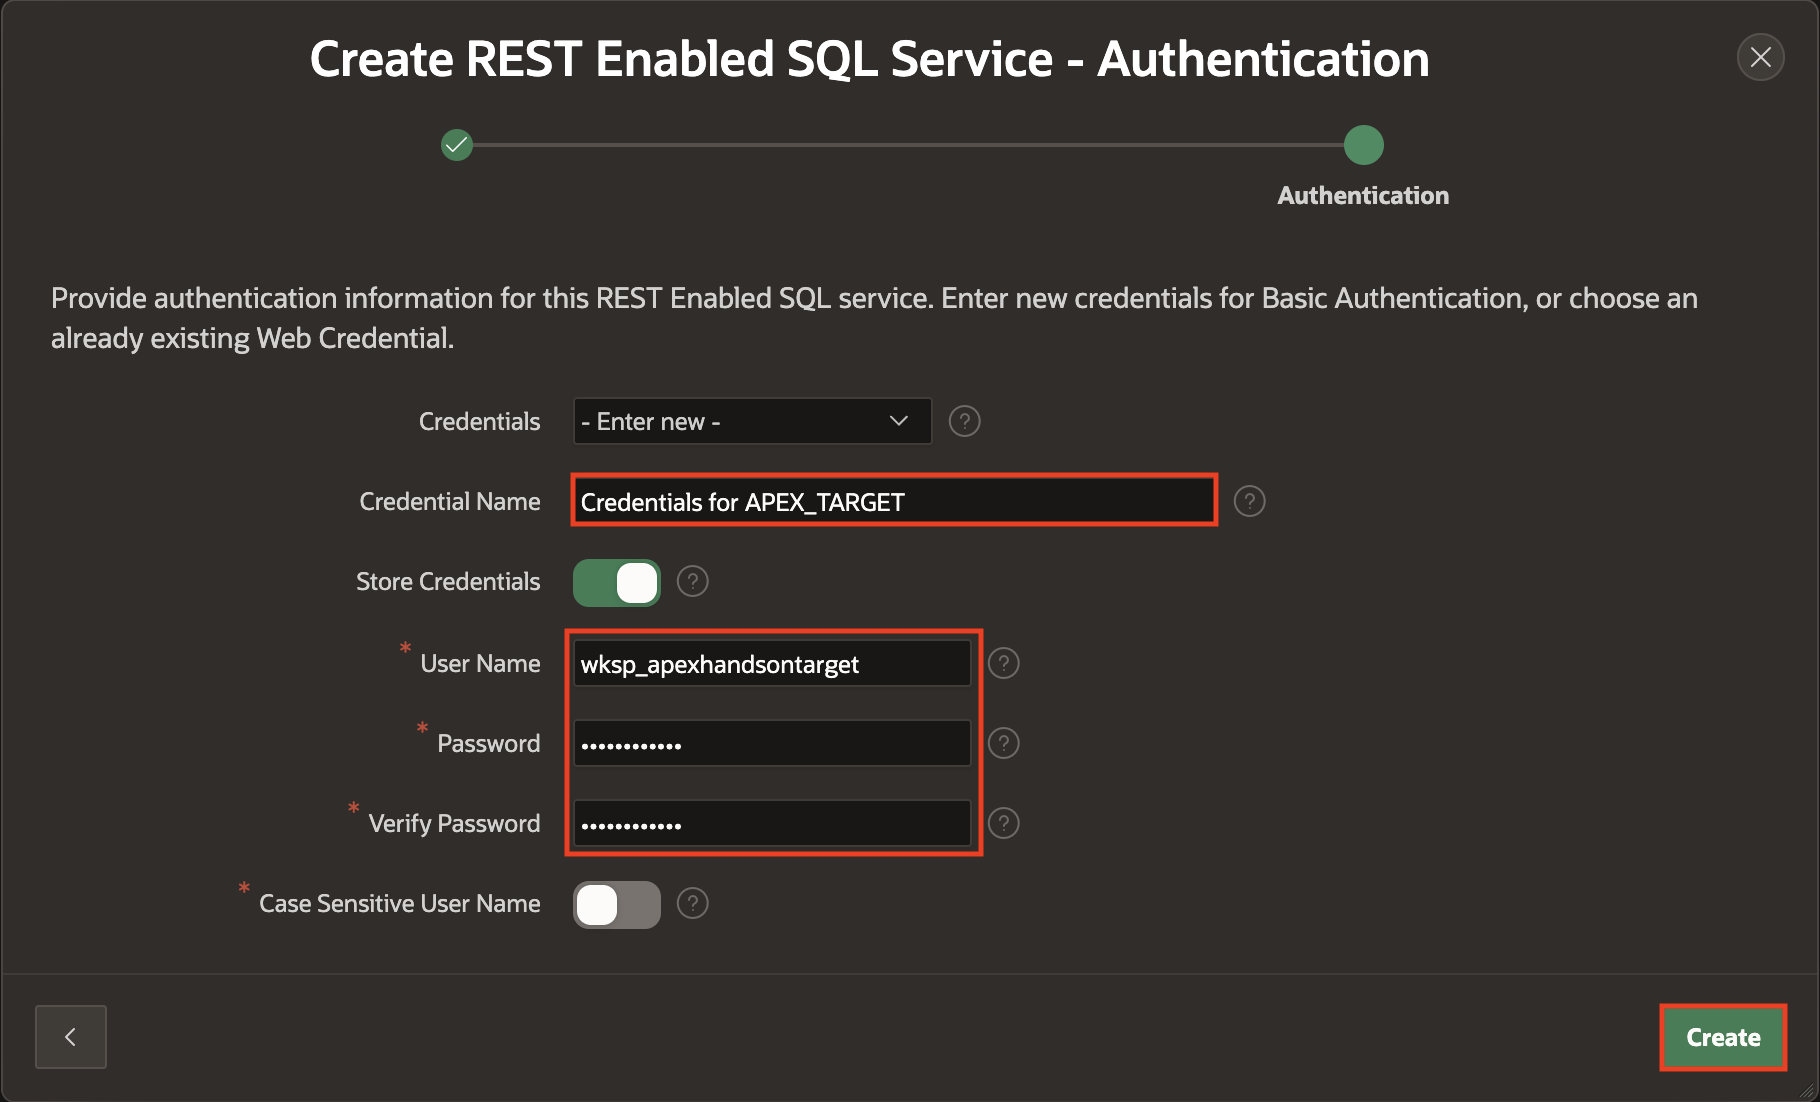 Create REST Enabled SQL Service - Authentication
Authentication
Provide authentication information for this REST Enabled SQL service. Enter new credentials for Basic Authentication, or choose an
already existing Web Credential.
Credentials - Enter new - ?
Credential Name Credentials for APEX_TARGET ?
Store Credentials ?
* User Name wksp_apexhandsontarget ?
* Password •••••••••••• ?
* Verify Password •••••••••••• ?
* Case Sensitive User Name ?
Create